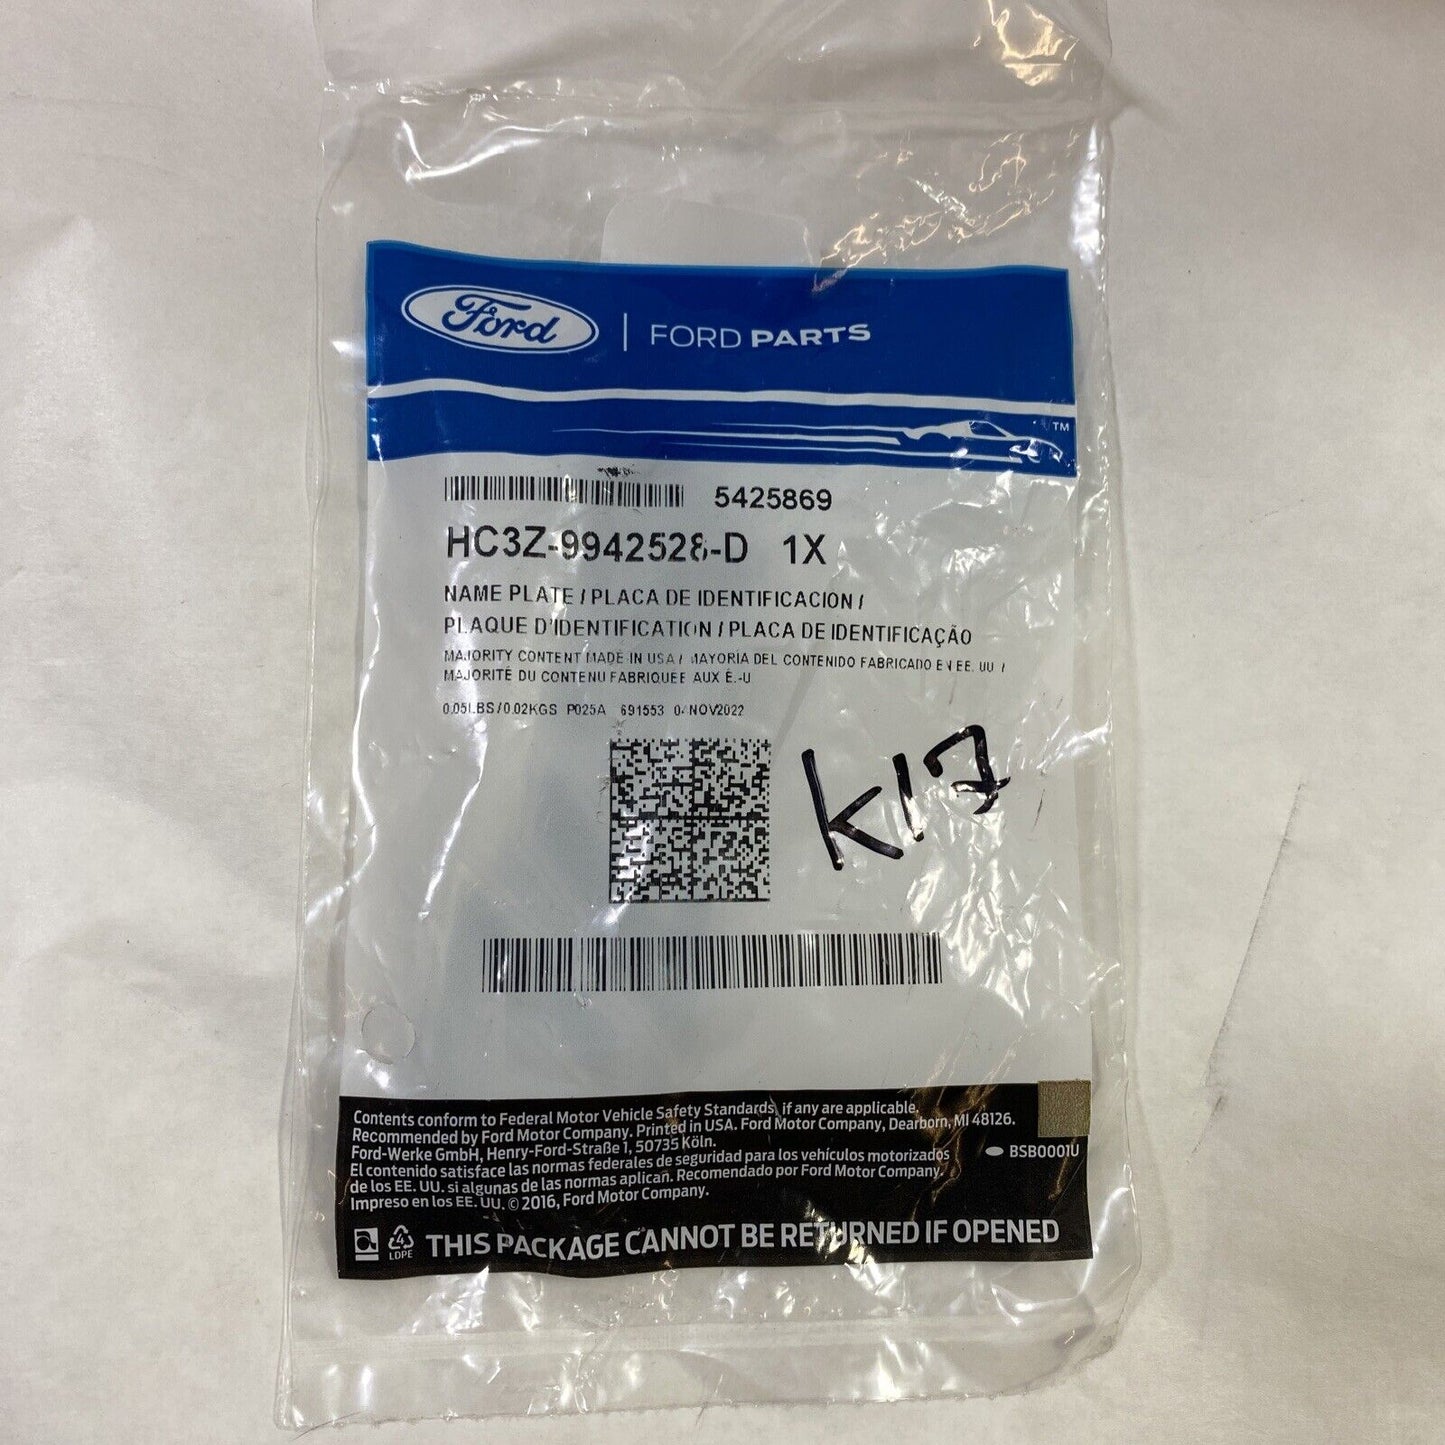 Ford | FORD PARTS
TM
5425869
HC3Z-9942528-D 1X
NAME PLATE / PLACA DE IDENTIFICACION /
PLAQUE D'IDENTIFICATION / PLACA DE IDENTIFICAÇÃO
MAJORITY CONTENT MADE IN USA / MAYORÍA DEL CONTENIDO FABRICADO EN EE. UU /
MAJORITÉ DU CONTENU FABRIQUEE AUX É.-U
0.05LBS/0.02KGS P025A 691553 NOV2022
K17
Contents conform to Federal Motor Vehicle Safety Standards, if any are applicable.
Recommended by Ford Motor Company. Printed in USA. Ford Motor Company, Dearborn, MI 48126.
Ford-Werke GmbH, Henry-Ford-Straße 1, 50735 Köln.
El contenido satisface las normas federales de seguridad para los vehículos motorizados
de los EE. UU. si algunas de las normas aplican. Recomendado por Ford Motor Company.
Impreso en los EE. UU. © 2016, Ford Motor Company.
BSB0001U
4
LDPE
THIS PACKAGE CANNOT BE RETURNED IF OPENED